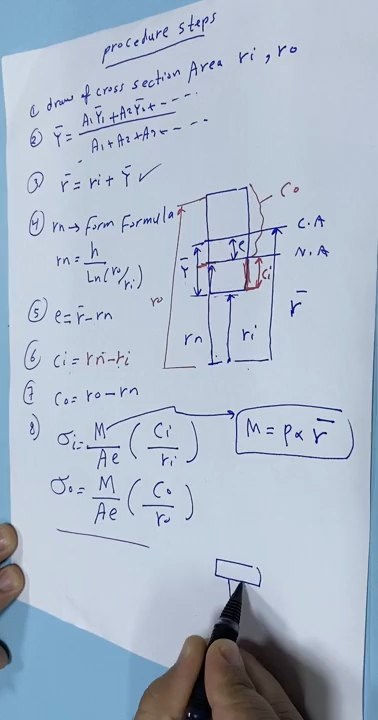 procedure steps
① draw of cross section Area ri, ro
② Ȳ = A1Ȳ1 + A2Ȳ2 + ---- / A1 + A2 + A3 + - - - -
③ r̄ = ri + Ȳ ✓
④ rn → form Formula
rn = h / Ln(ro/ri)
⑤ e = r̄ - rn
⑥ ci = rn - ri
⑦ Co = ro - rn
8) σi = M/Ae (Ci/ri)
M = P × r̄
σo = M/Ae (Co/ro)
Co
C.A
N.A
e
Ȳ
ci
ro
rn
ri
r̄